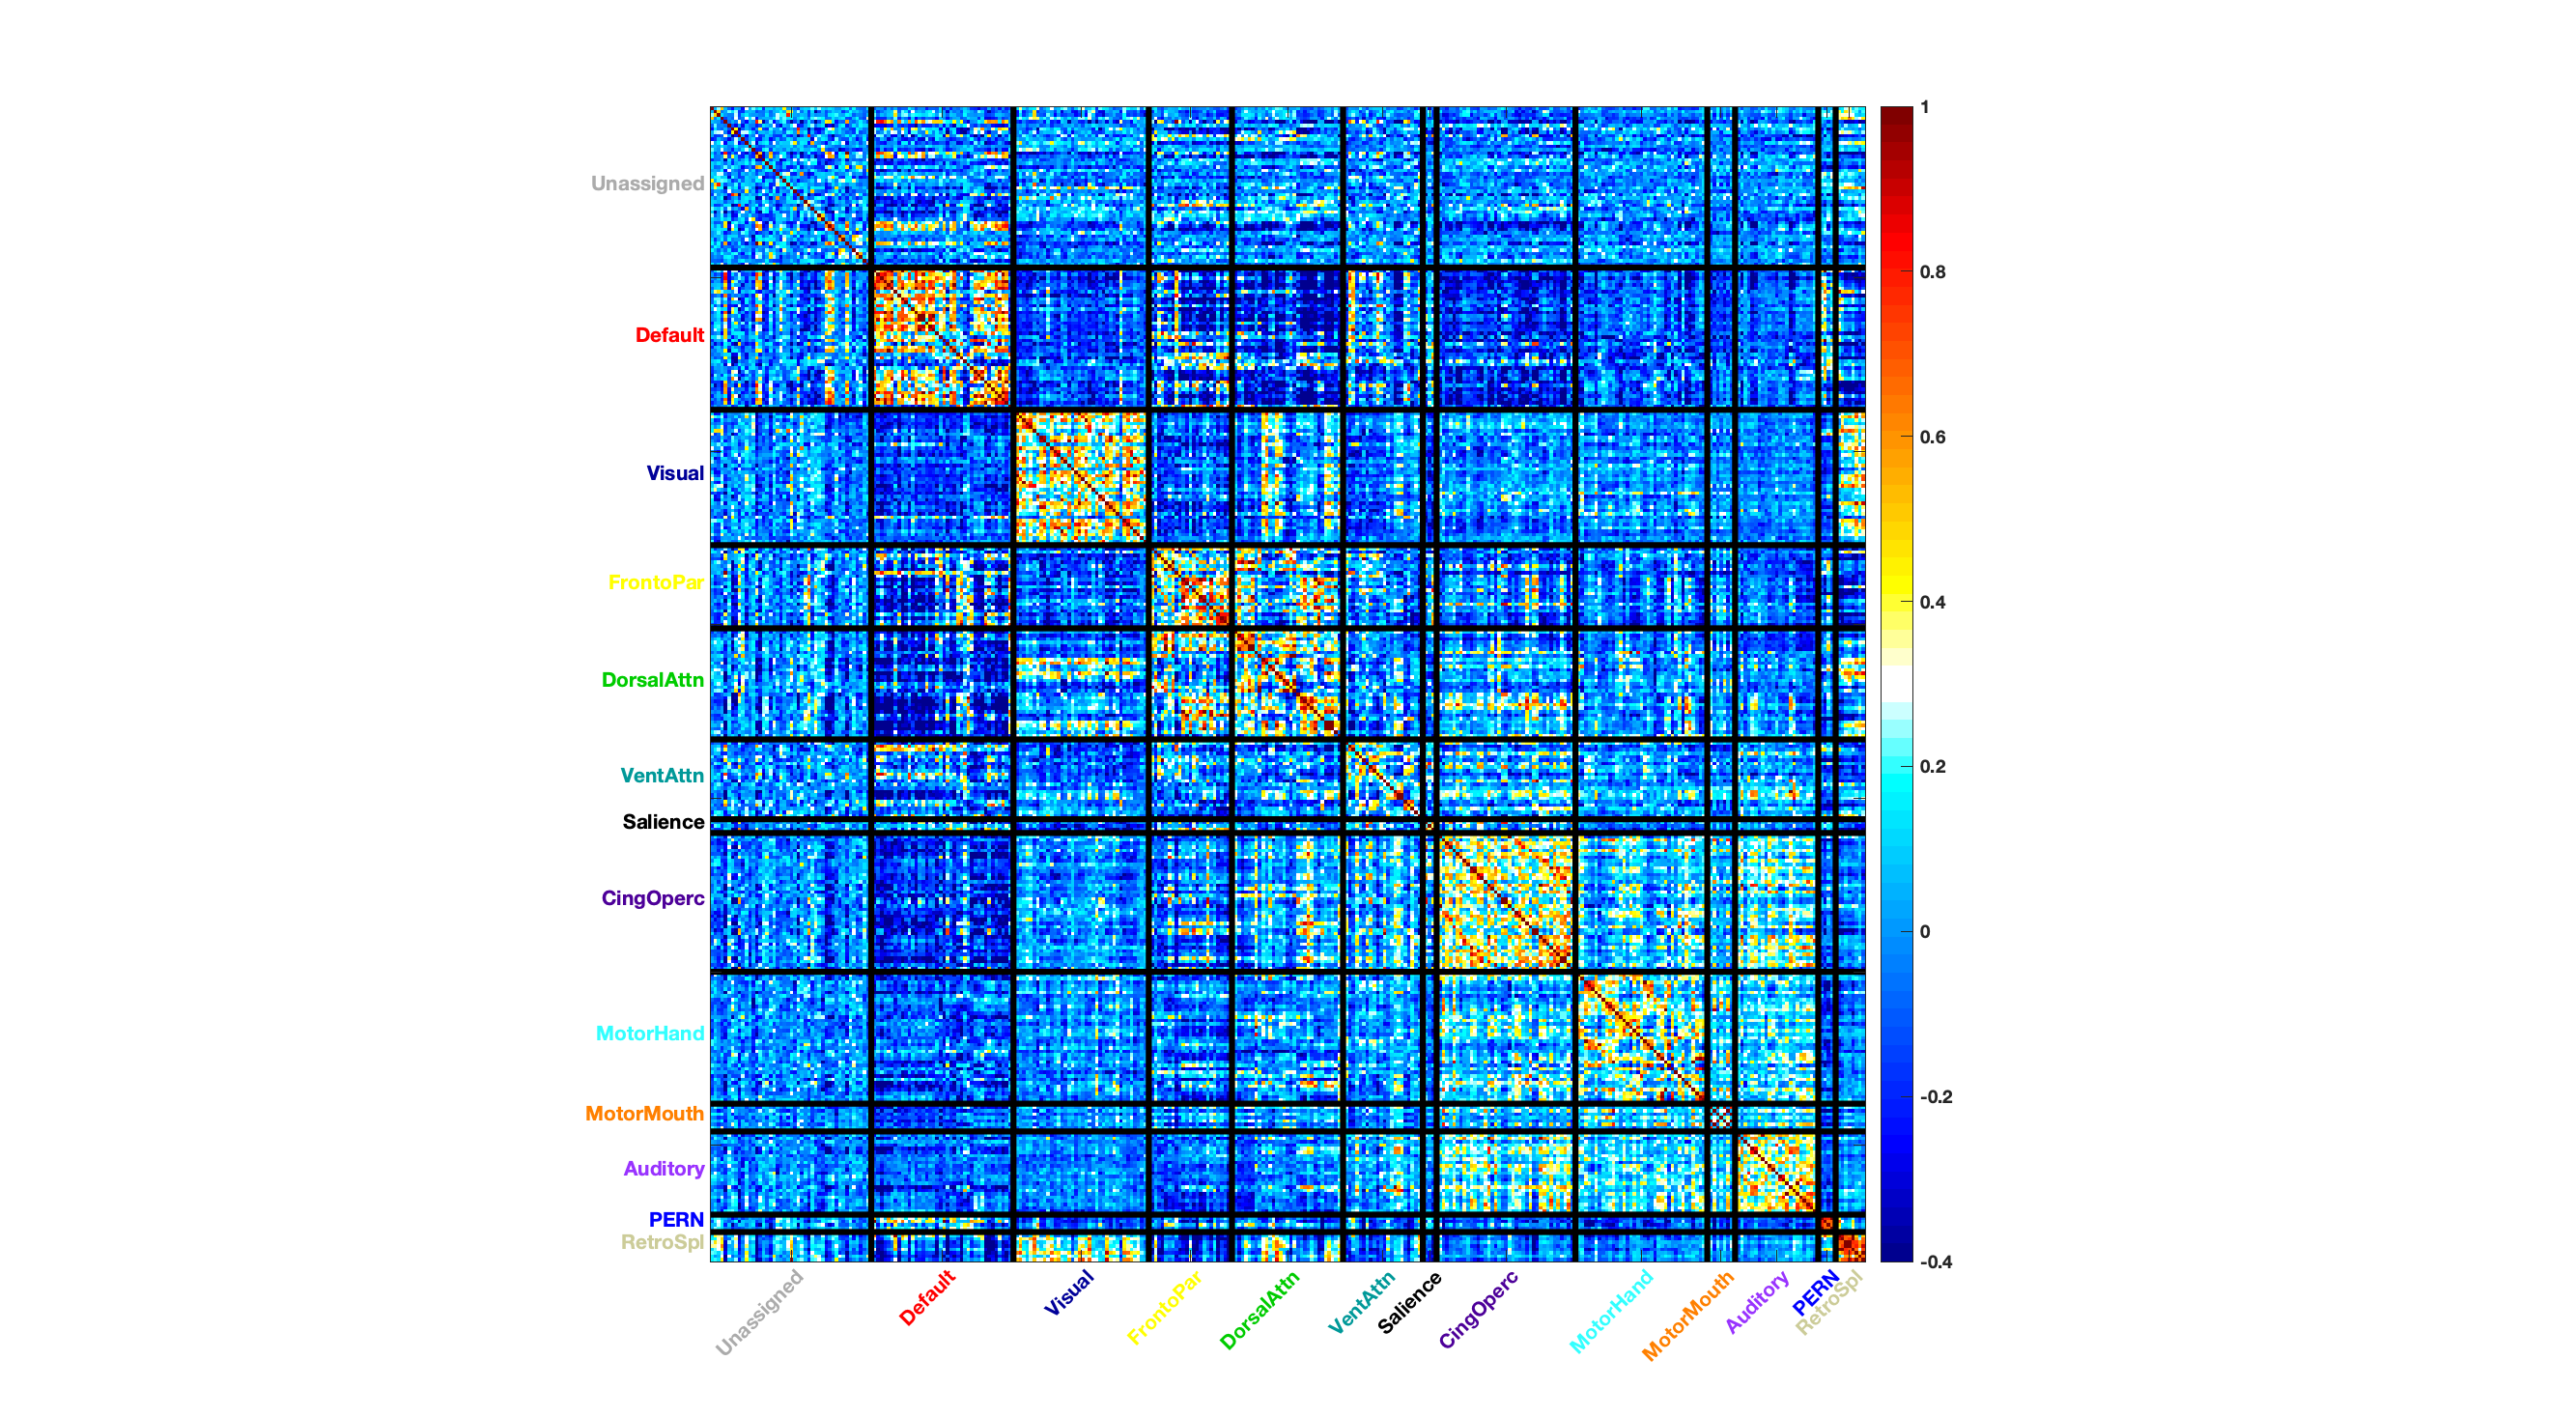 Unassigned
Default
Visual
FrontoPar
DorsalAttn
VentAttn
Salience
CingOperc
MotorHand
MotorMouth
Auditory
PERN
RetroSpl
Unassigned
Default
Visual
FrontoPar
DorsalAttn
VentAttn
Salience
CingOperc
MotorHand
MotorMouth
Auditory
PERN
RetroSpl
1
0.8
0.6
0.4
0.2
0
-0.2
-0.4